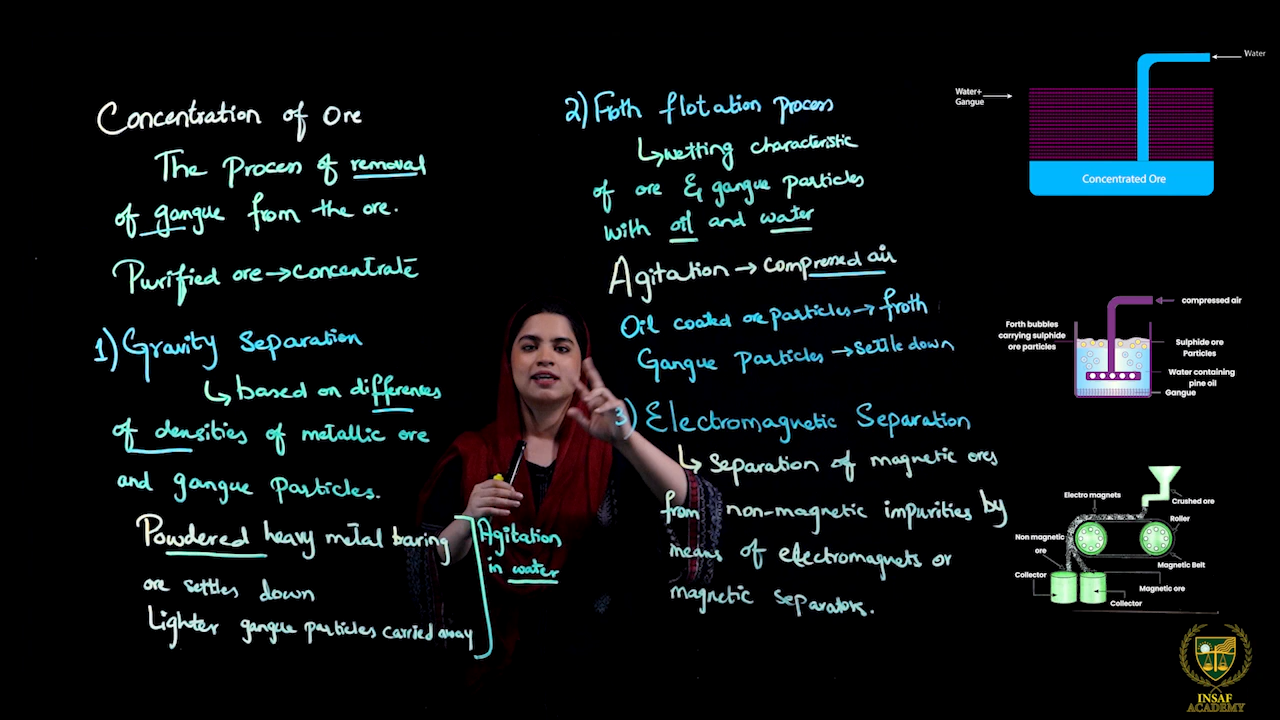 Concentration of Ore
The Process of removal
of gangue from the ore.
Purified ore → concentrate
1) Gravity Separation
↳ based on differences
of densities of metallic ore
and gangue particles.
Powdered heavy metal baring
ore settles down
Lighter gangue particles carried away
Agitation
in water
2) Froth flotation process
↳ wetting characteristic
of ore & gangue particles
with oil and water
Agitation → compressed air
Oil coated ore particles → froth
Gangue Particles → settle down
3) Electromagnetic Separation
↳ Separation of magnetic ores
from non-magnetic impurities by
means of electromagnets or
magnetic separators.
Water
Water+
Gangue
Concentrated Ore
compressed air
Forth bubbles
carrying sulphide
ore particles
Sulphide ore
Particles
Water containing
pine oil
Gangue
Electro magnets
Crushed ore
Roller
Non magnetic
ore
Magnetic Belt
Collector
Magnetic ore
Collector
INSAF
ACADEMY